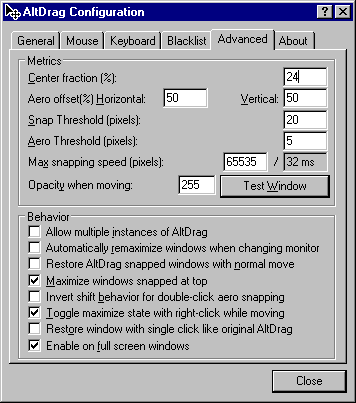 AltDrag Configuration
General Mouse Keyboard Blacklist Advanced About
Metrics
Center fraction (%): 24
Aero offset(%) Horizontal: 50 Vertical: 50
Snap Threshold (pixels): 20
Aero Threshold (pixels): 5
Max snapping speed (pixels): 65535 / 32 ms
Opacity when moving: 255 Test Window
Behavior
Allow multiple instances of AltDrag
Automatically remaximize windows when changing monitor
Restore AltDrag snapped windows with normal move
Maximize windows snapped at top
Invert shift behavior for double-click aero snapping
Toggle maximize state with right-click while moving
Restore window with single click like original AltDrag
Enable on full screen windows
Close